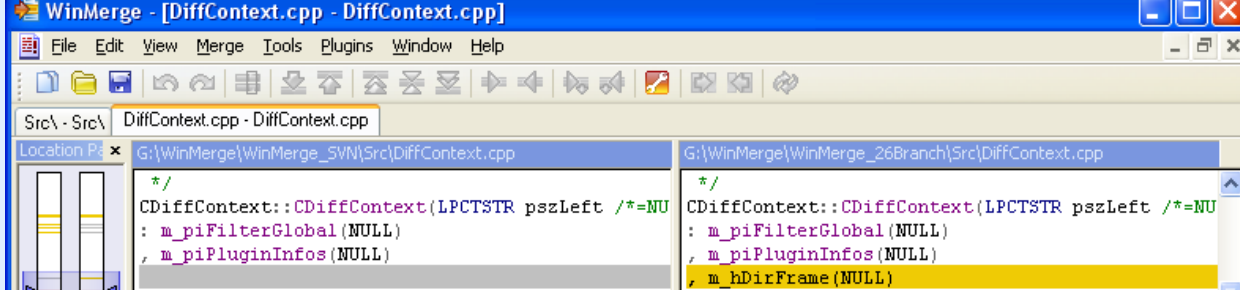 WinMerge - [DiffContext.cpp - DiffContext.cpp]
File Edit View Merge Tools Plugins Window Help
Src\ - Src\ DiffContext.cpp - DiffContext.cpp
Location Pa G:\WinMerge\WinMerge_SVN\Src\DiffContext.cpp G:\WinMerge\WinMerge_26Branch\Src\DiffContext.cpp
*/ */
CDiffContext::CDiffContext(LPCTSTR pszLeft /*=NU CDiffContext::CDiffContext(LPCTSTR pszLeft /*=NU
: m_piFilterGlobal(NULL) : m_piFilterGlobal(NULL)
, m_piPluginInfos(NULL) , m_piPluginInfos(NULL)
, m_hDirFrame(NULL)